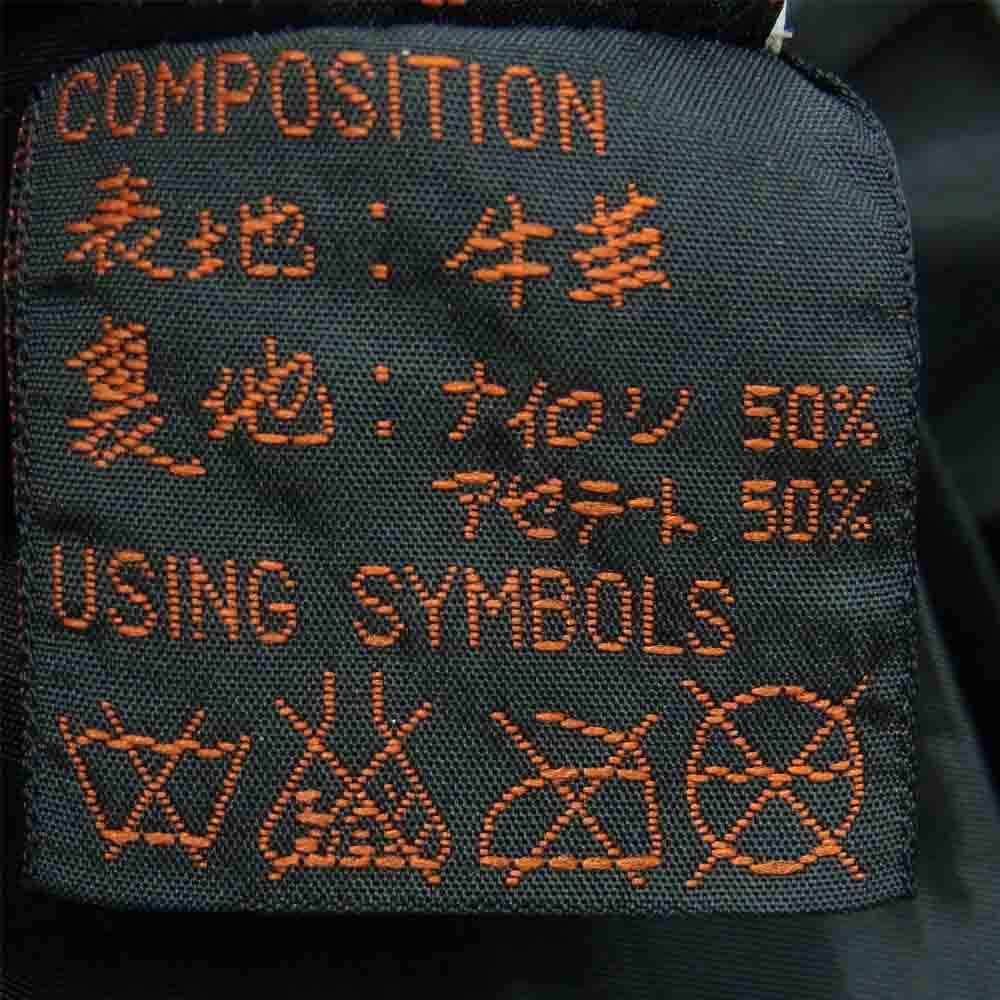 COMPOSITION
表地：牛革
裏地：ナイロン 50%
アセテート 50%
USING SYMBOLS